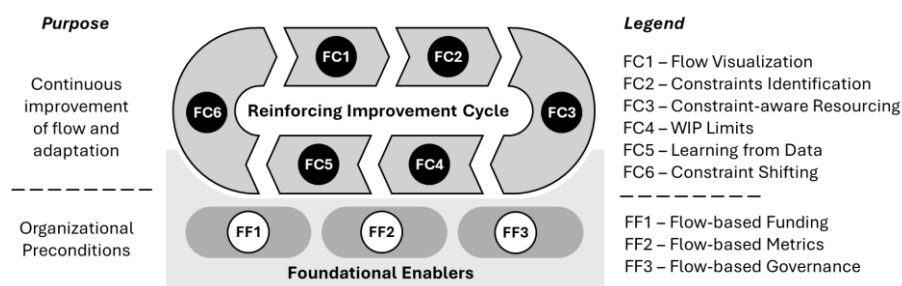 Purpose
Continuous
improvement
of flow and
adaptation
Organizational
Preconditions
FC1
FC2
FC6
Reinforcing Improvement Cycle
FC3
FC5
FC4
FF1
FF2
FF3
Foundational Enablers
Legend
FC1 – Flow Visualization
FC2 – Constraints Identification
FC3 – Constraint-aware Resourcing
FC4 – WIP Limits
FC5 – Learning from Data
FC6 – Constraint Shifting
FF1 – Flow-based Funding
FF2 – Flow-based Metrics
FF3 – Flow-based Governance